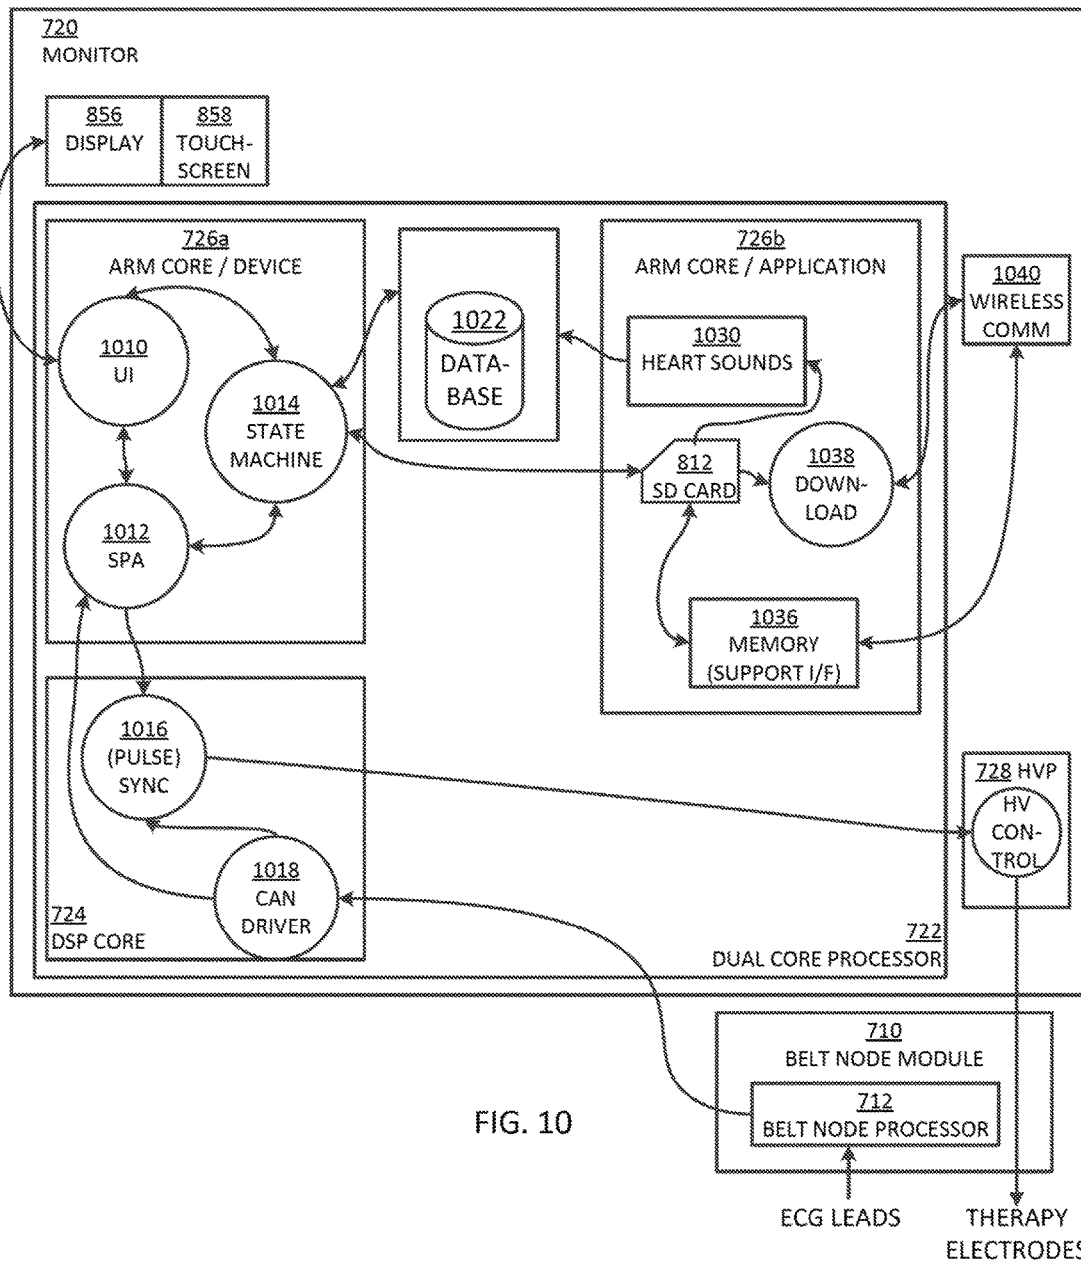 720
MONITOR
856
DISPLAY
858
TOUCH-
SCREEN
726a
ARM CORE / DEVICE
1010
UI
1014
STATE
MACHINE
1012
SPA
1022
DATA-
BASE
726b
ARM CORE / APPLICATION
1030
HEART SOUNDS
812
SD CARD
1038
DOWN-
LOAD
1036
MEMORY
(SUPPORT I/F)
1040
WIRELESS
COMM
1016
(PULSE)
SYNC
1018
CAN
DRIVER
724
DSP CORE
722
DUAL CORE PROCESSOR
728 HVP
HV
CON-
TROL
710
BELT NODE MODULE
712
BELT NODE PROCESSOR
FIG. 10
ECG LEADS
THERAPY
ELECTRODES